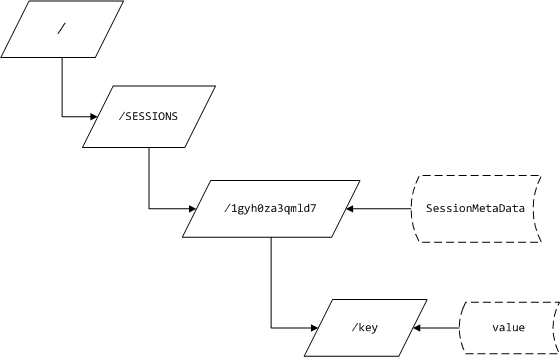 /
/SESSIONS
/1gyh0za3qmld7
SessionMetaData
/key
value